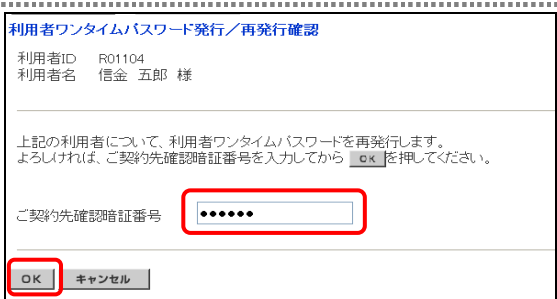 利用者ワンタイムパスワード発行／再発行確認
利用者ID R01104
利用者名 信金 五郎 様
上記の利用者について、利用者ワンタイムパスワードを再発行します。
よろしければ、ご契約先確認暗証番号を入力してから OK を押してください。
ご契約先確認暗証番号 ●●●●●●
OK キャンセル